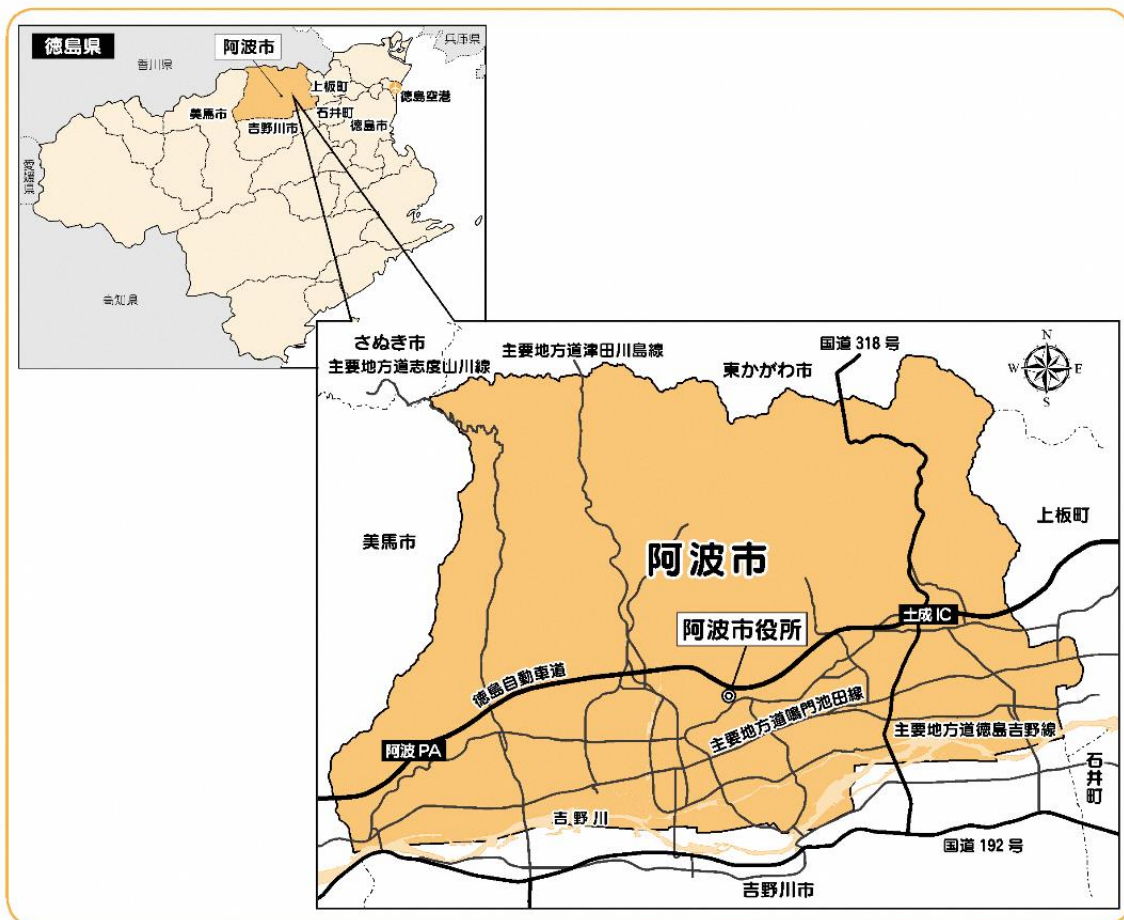 徳島県
兵庫県
香川県
阿波市
上板町
徳島空港
美馬市
石井町
吉野川市
徳島市
愛媛県
高知県
さぬき市
主要地方道志度山川線
主要地方道津田川島線
国道318号
東かがわ市
N
W
E
S
上板町
美馬市
阿波市
土成IC
阿波市役所
徳島自動車道
主要地方道鳴門池田線
主要地方道徳島吉野線
阿波PA
石井町
吉野川
国道192号
吉野川市